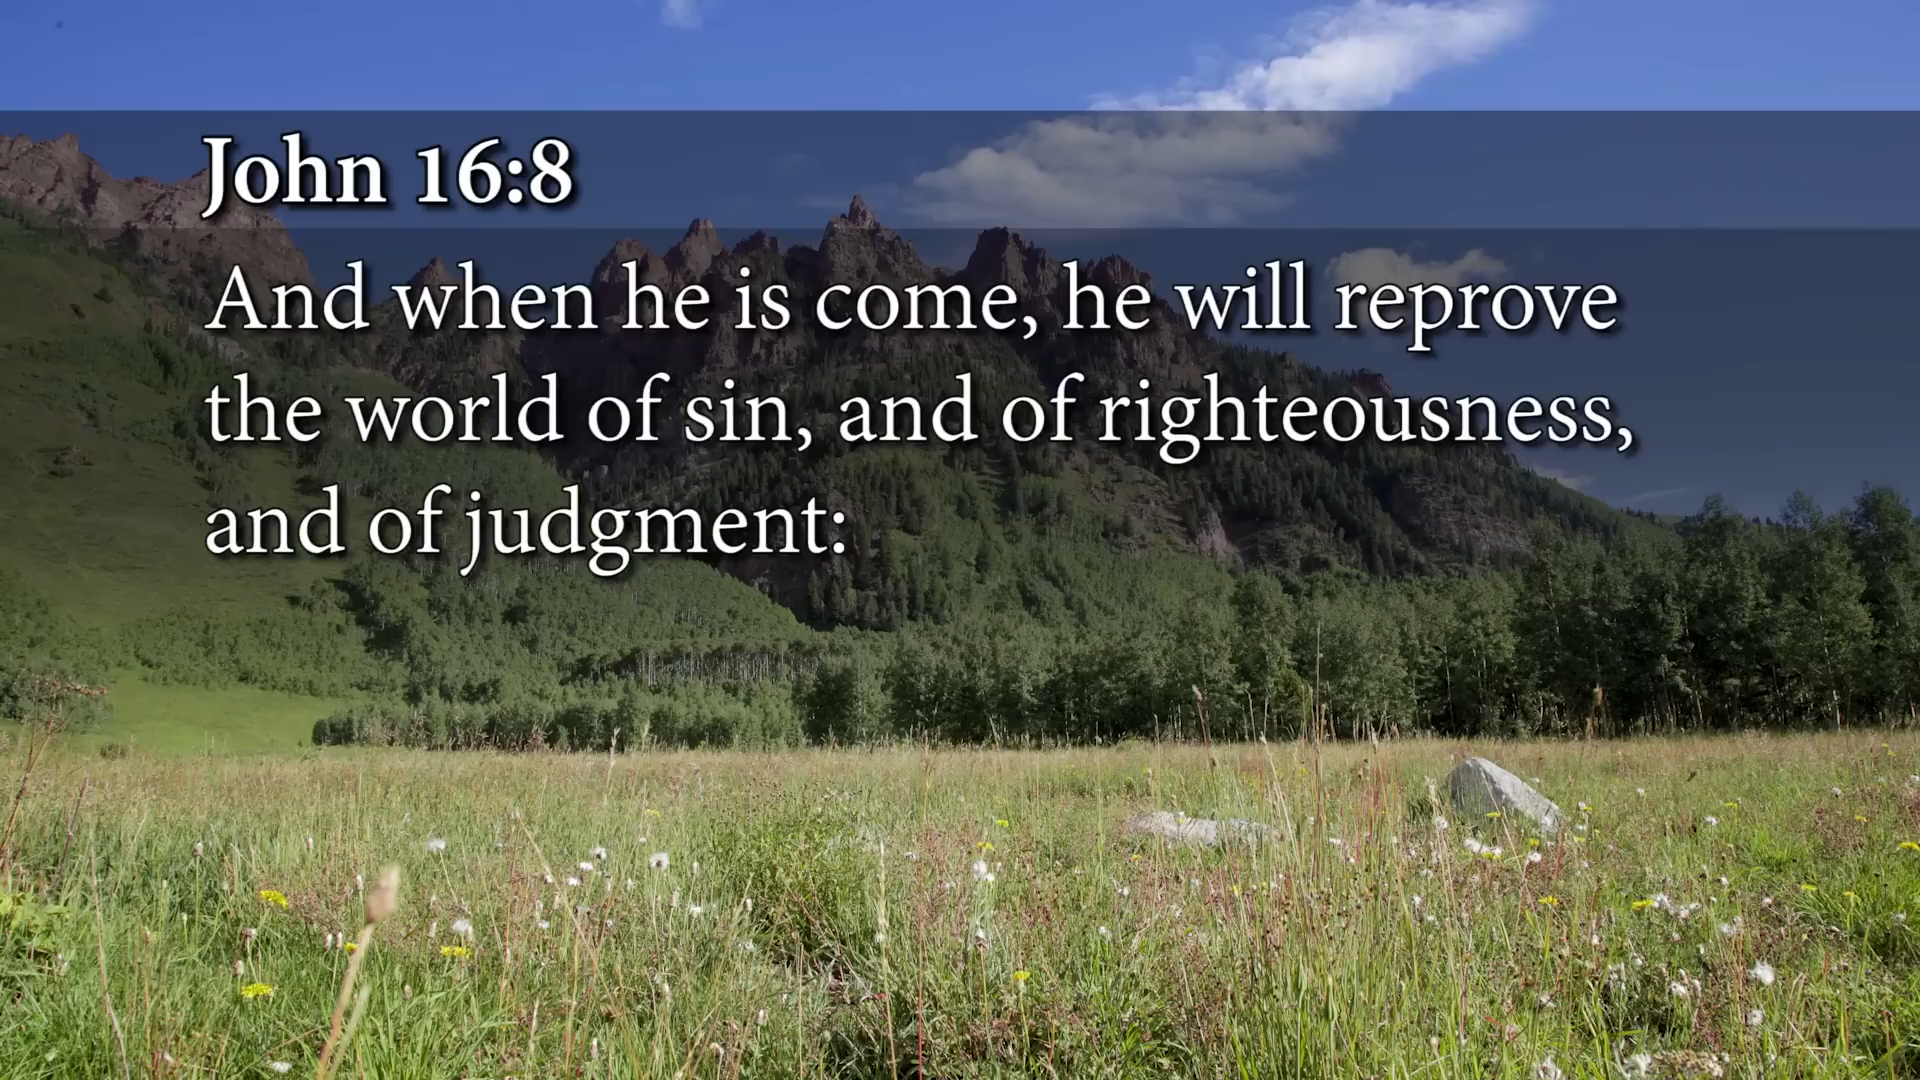 John 16:8
And when he is come, he will reprove
the world of sin, and of righteousness,
and of judgment: